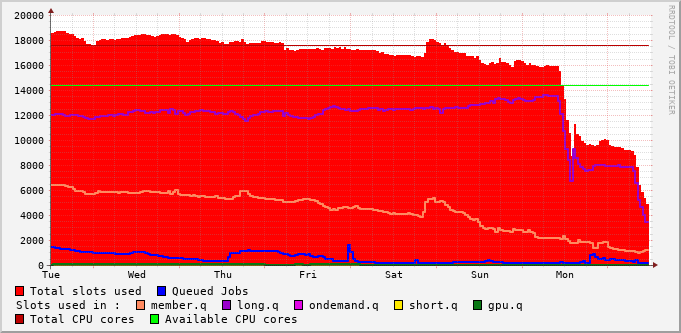 20000
18000
16000
14000
12000
10000
8000
6000
4000
2000
0
Tue Wed Thu Fri Sat Sun Mon
RRDTOOL / TOBI OETIKER
Total slots used Queued Jobs
Slots used in : member.q long.q ondemand.q short.q gpu.q
Total CPU cores Available CPU cores